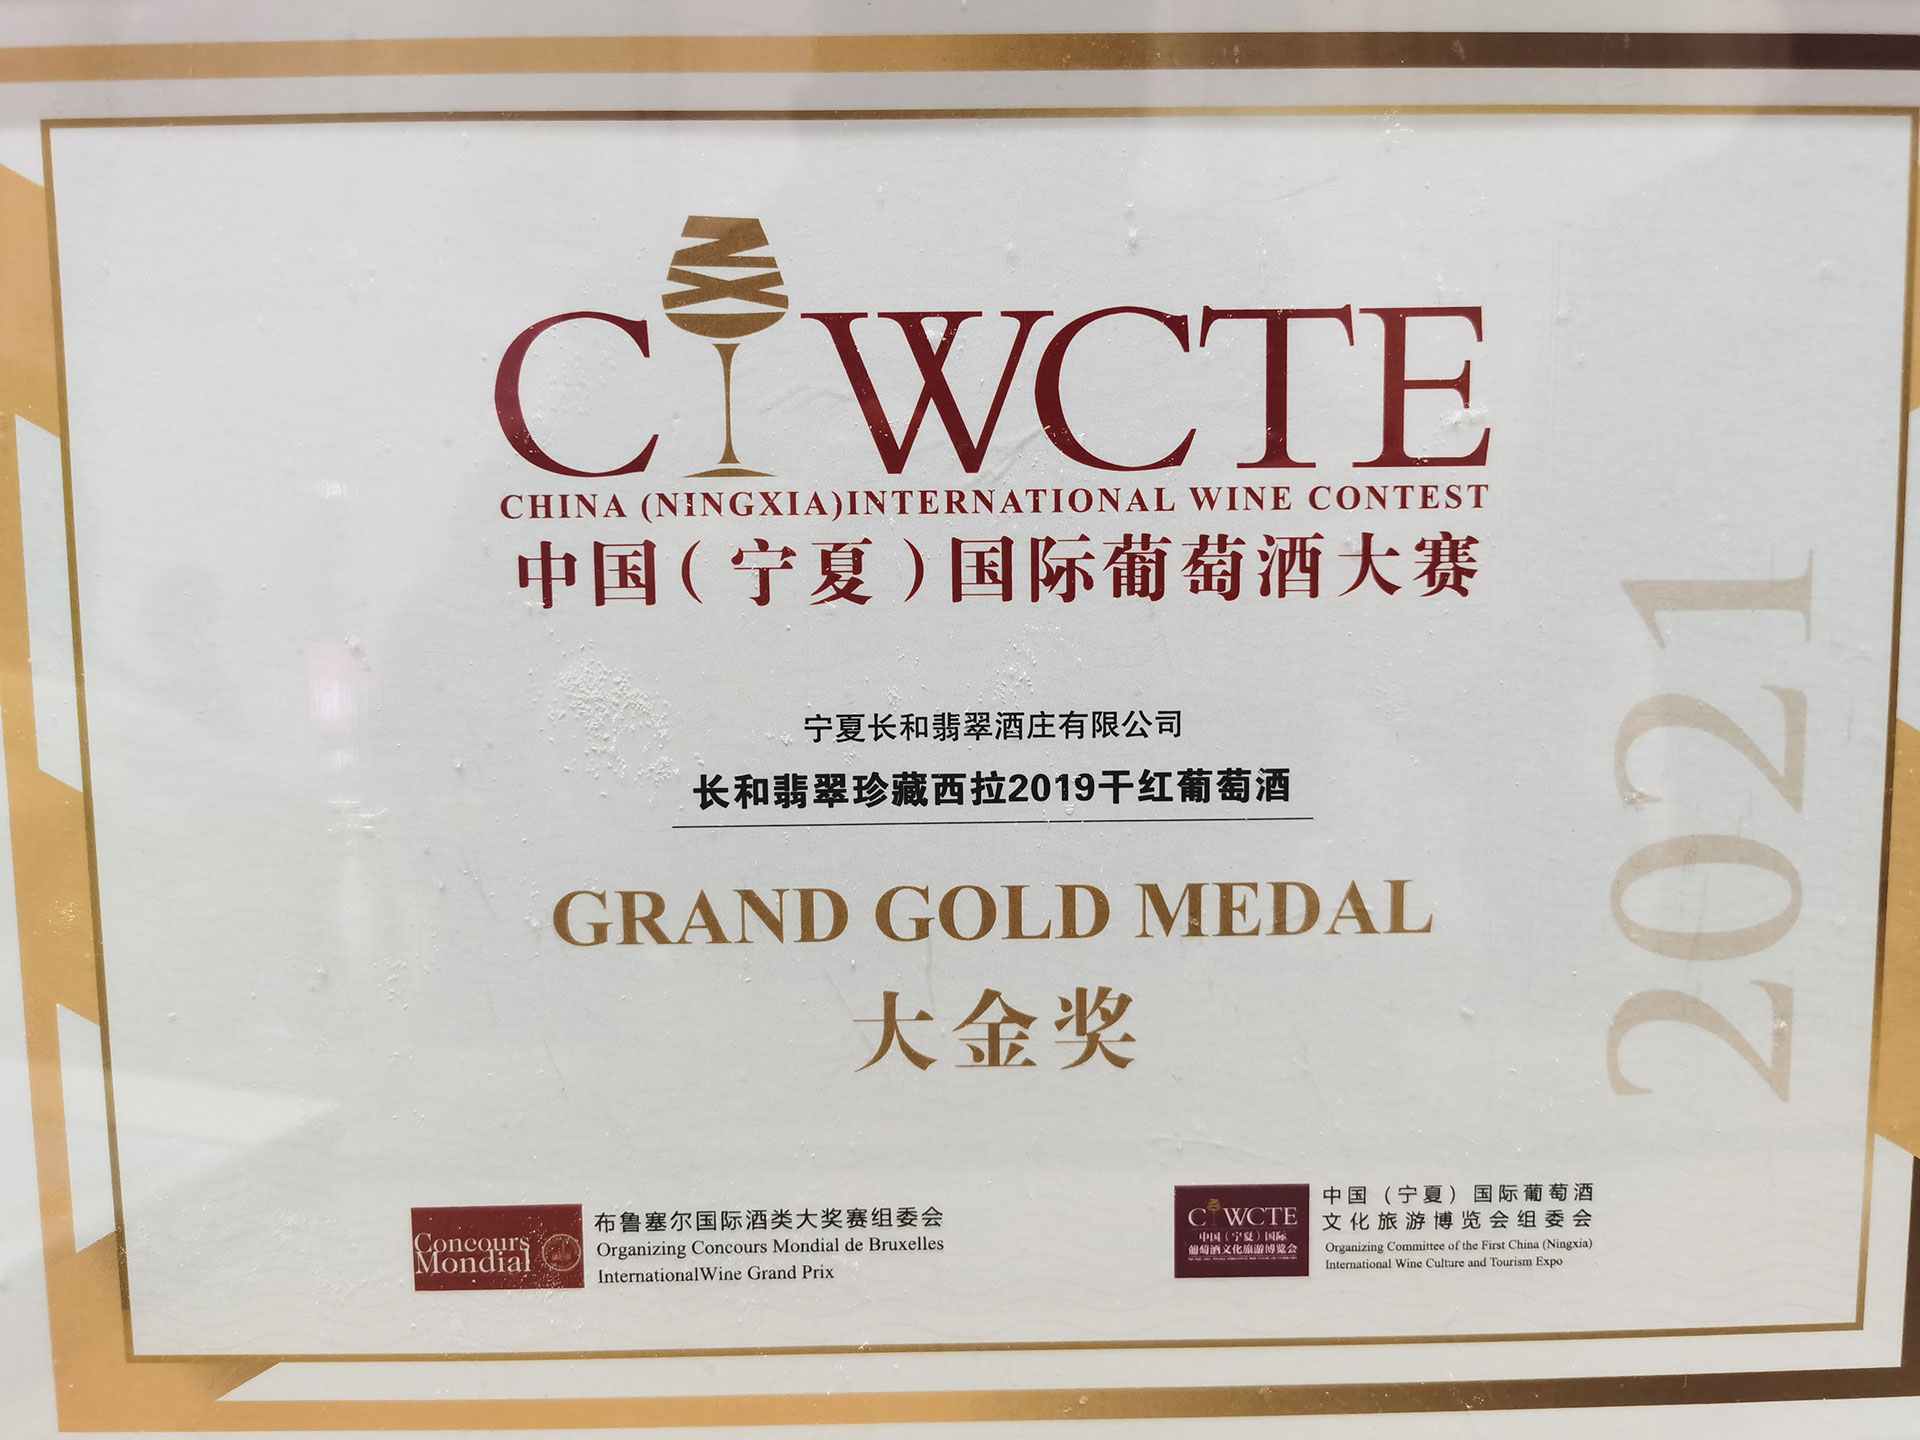 NX
CIWCTE
CHINA (NINGXIA)INTERNATIONAL WINE CONTEST
中国(宁夏)国际葡萄酒大赛
宁夏长和翡翠酒庄有限公司
长和翡翠珍藏西拉2019干红葡萄酒
GRAND GOLD MEDAL
大金奖
2021
Concours
Mondial
布鲁塞尔国际酒类大奖赛组委会
Organizing Concours Mondial de Bruxelles
InternationalWine Grand Prix
CIWCTE
中国(宁夏)国际
葡萄酒文化旅游博览会
中国(宁夏)国际葡萄酒
文化旅游博览会组委会
Organizing Committee of the First China (Ningxia)
International Wine Culture and Tourism Expo